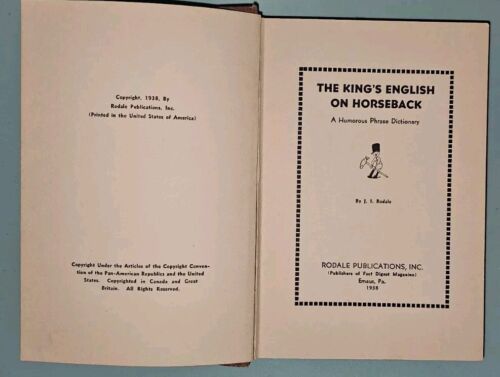 Copyright, 1938, By
Rodale Publications, Inc.
(Printed in the United States of America)
Copyright Under the Articles of the Copyright Conven-
tion of the Pan-American Republics and the United
States. Copyrighted in Canada and Great
Britain. All Rights Reserved.
THE KING'S ENGLISH
ON HORSEBACK
A Humorous Phrase Dictionary
By J. I. Rodale
RODALE PUBLICATIONS, INC.
(Publishers of Fact Digest Magazine)
Emaus, Pa.
1938